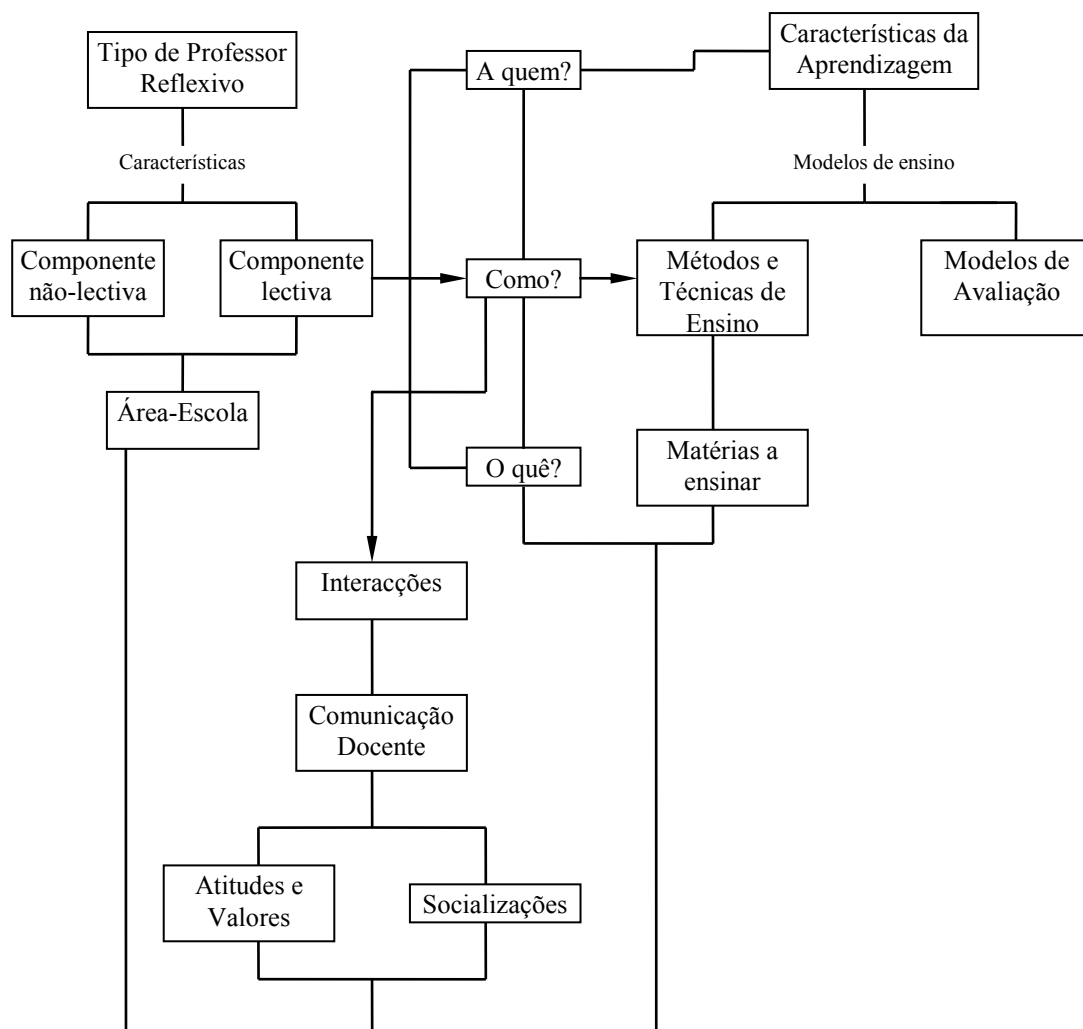 Tipo de Professor
Reflexivo
A quem?
Características da
Aprendizagem
Características
Modelos de ensino
Componente
não-lectiva
Componente
lectiva
Como?
Métodos e
Técnicas de
Ensino
Modelos de
Avaliação
Área-Escola
O quê?
Matérias a
ensinar
Interacções
Comunicação
Docente
Atitudes e
Valores
Socializações